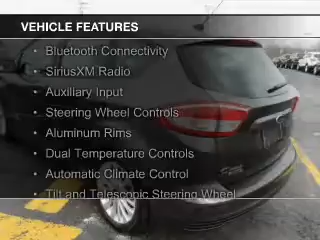 VEHICLE FEATURES
• Bluetooth Connectivity
• SiriusXM Radio
• Auxiliary Input
• Steering Wheel Controls
• Aluminum Rims
• Dual Temperature Controls
• Automatic Climate Control
• Tilt and Telescopic Steering Wheel